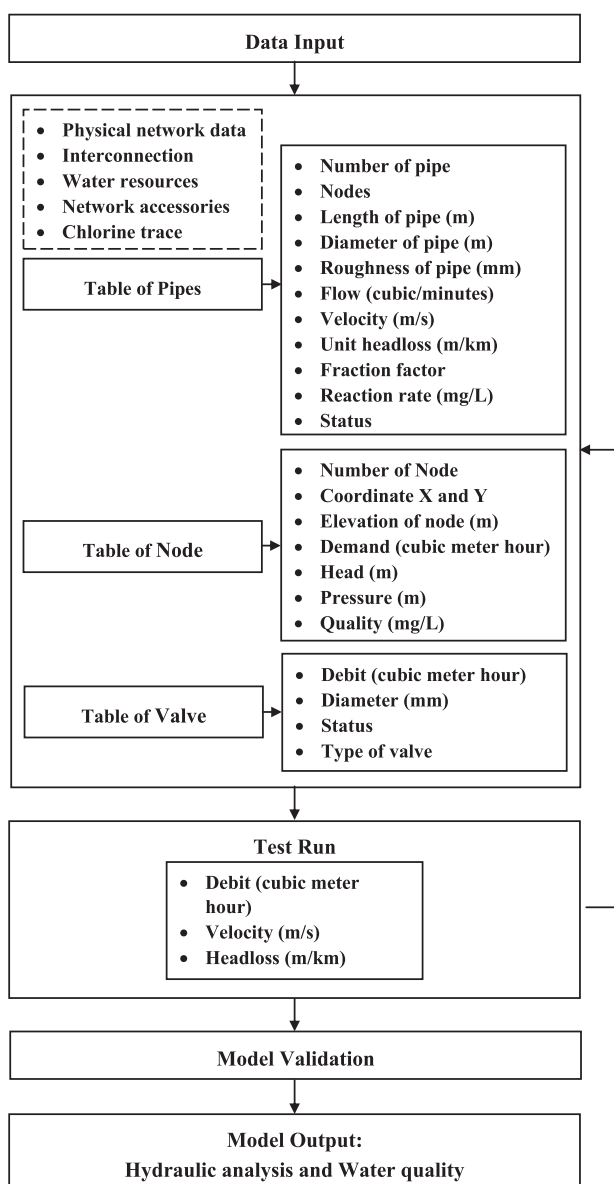 Data Input
• Physical network data
• Interconnection
• Water resources
• Network accessories
• Chlorine trace
Table of Pipes
• Number of pipe
• Nodes
• Length of pipe (m)
• Diameter of pipe (m)
• Roughness of pipe (mm)
• Flow (cubic/minutes)
• Velocity (m/s)
• Unit headloss (m/km)
• Fraction factor
• Reaction rate (mg/L)
• Status
Table of Node
• Number of Node
• Coordinate X and Y
• Elevation of node (m)
• Demand (cubic meter hour)
• Head (m)
• Pressure (m)
• Quality (mg/L)
Table of Valve
• Debit (cubic meter hour)
• Diameter (mm)
• Status
• Type of valve
Test Run
• Debit (cubic meter
hour)
• Velocity (m/s)
• Headloss (m/km)
Model Validation
Model Output:
Hydraulic analysis and Water quality